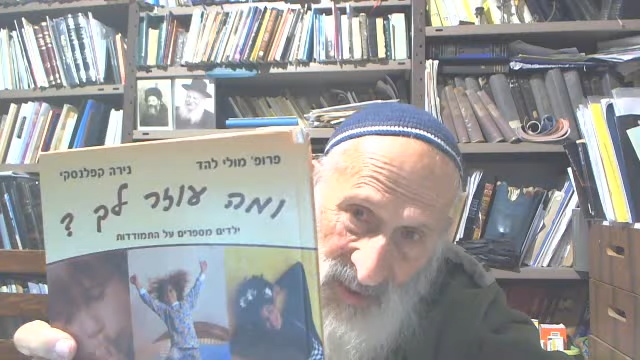 פרופ' מולי להד
נירה קפלנסקי
ומה עוזר לך ?
ילדים מספרים על התמודדות